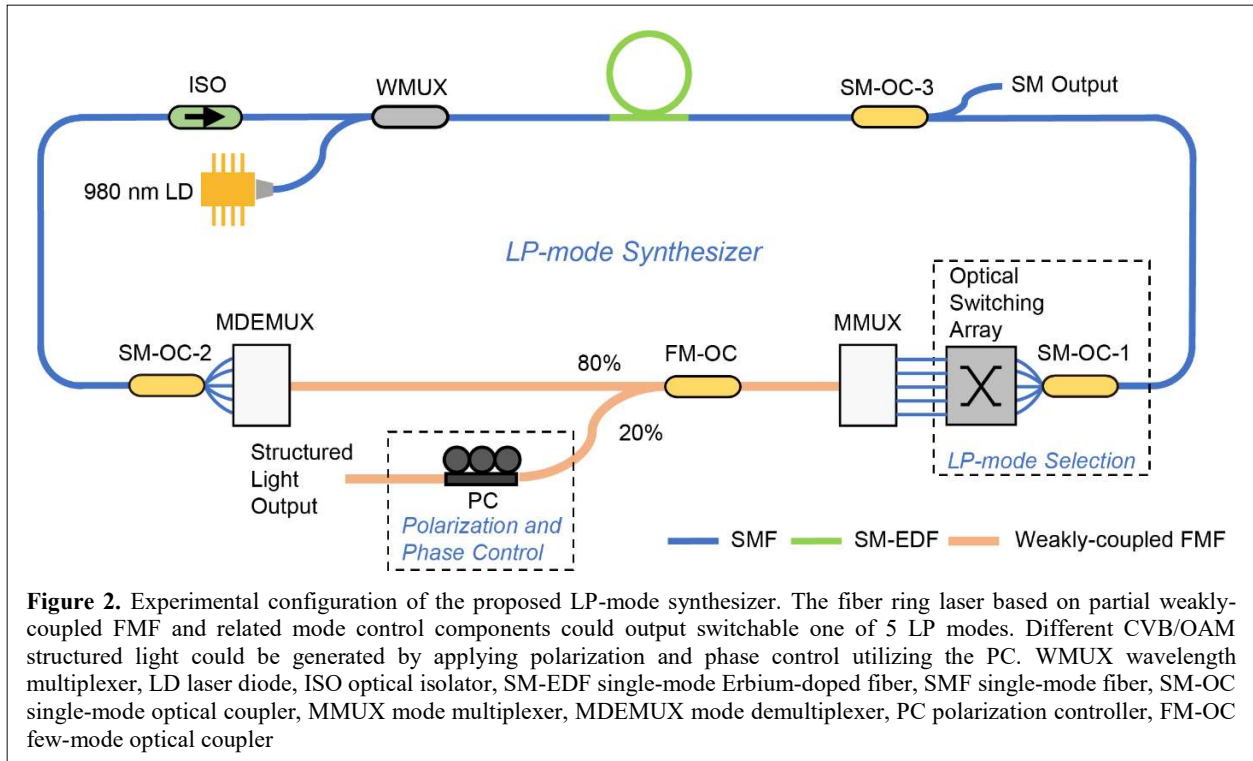 ISO
WMUX
SM-OC-3
SM Output
980 nm LD
LP-mode Synthesizer
Optical
Switching
Array
MDEMUX
MMUX
SM-OC-2
80%
FM-OC
SM-OC-1
20%
Structured
Light
Output
PC
Polarization and
Phase Control
LP-mode Selection
SMF
SM-EDF
Weakly-coupled FMF
Figure 2. Experimental configuration of the proposed LP-mode synthesizer. The fiber ring laser based on partial weakly-
coupled FMF and related mode control components could output switchable one of 5 LP modes. Different CVB/OAM
structured light could be generated by applying polarization and phase control utilizing the PC. WMUX wavelength
multiplexer, LD laser diode, ISO optical isolator, SM-EDF single-mode Erbium-doped fiber, SMF single-mode fiber, SM-OC
single-mode optical coupler, MMUX mode multiplexer, MDEMUX mode demultiplexer, PC polarization controller, FM-OC
few-mode optical coupler